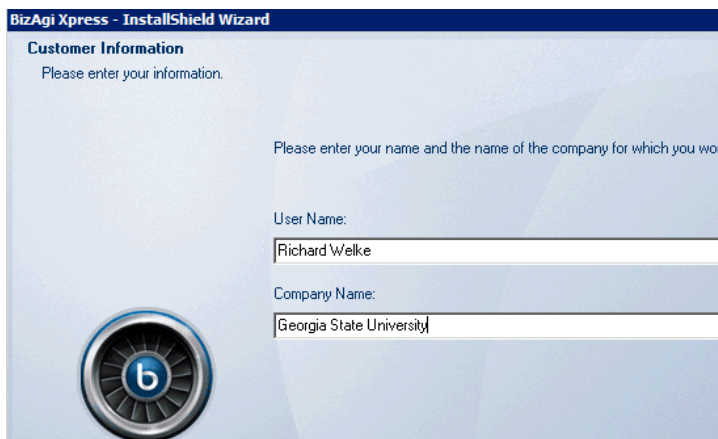 BizAgi Xpress - InstallShield Wizard
Customer Information
Please enter your information.
Please enter your name and the name of the company for which you wo
User Name:
Richard Welke
Company Name:
Georgia State University
b